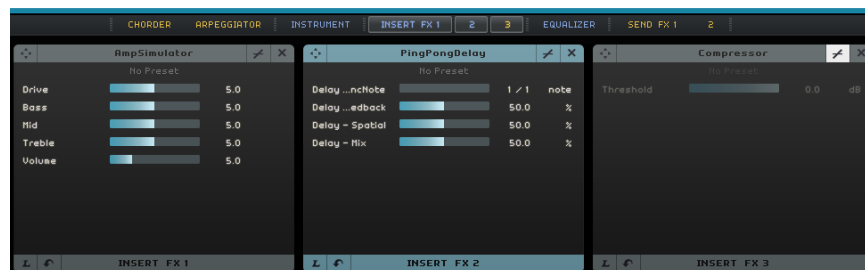 CHORDER ARPEGGIATOR INSTRUMENT INSERT FX 1 2 3 EQUALIZER SEND FX 1 2
AmpSimulator
No Preset
Drive 5.0
Bass 5.0
Mid 5.0
Treble 5.0
Volume 5.0
L INSERT FX 1
PingPongDelay
No Preset
Delay ...ncNote 1 / 1 note
Delay ...edback 50.0 %
Delay - Spatial 50.0 %
Delay - Mix 50.0 %
L INSERT FX 2
Compressor
No Preset
Threshold 0.0 dB
L INSERT FX 3